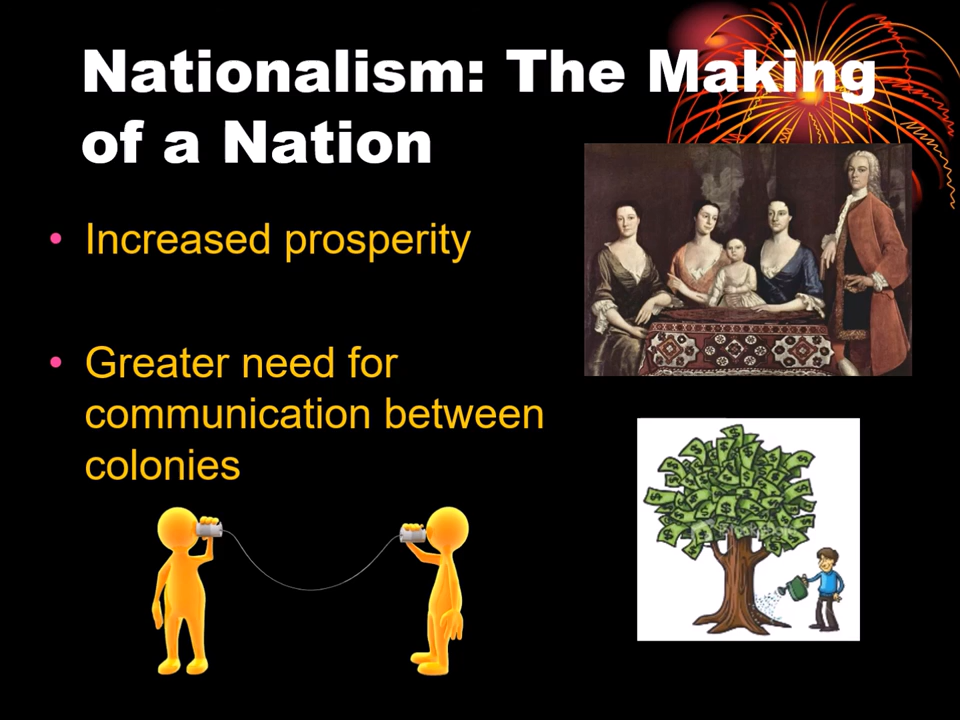 Nationalism: The Making
of a Nation
• Increased prosperity
• Greater need for
communication between
colonies